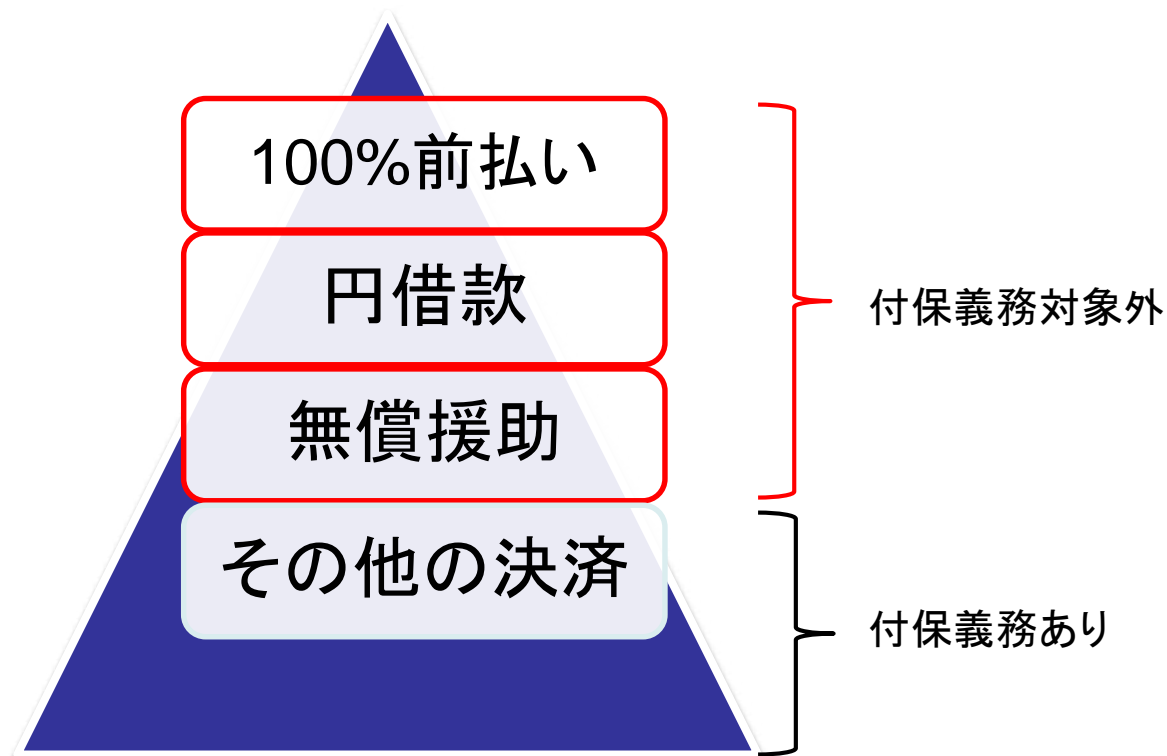 100%前払い
円借款
無償援助
付保義務対象外
その他の決済
付保義務あり